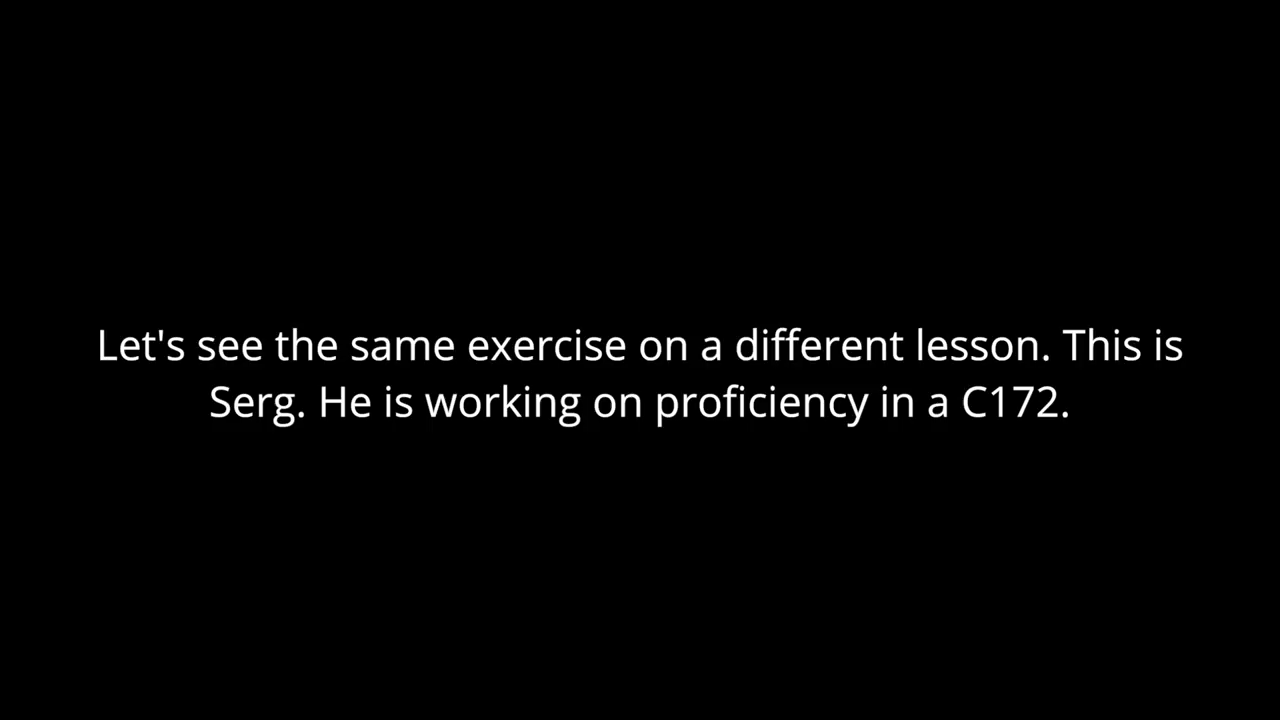 Let's see the same exercise on a different lesson. This is
Serg. He is working on proficiency in a C172.